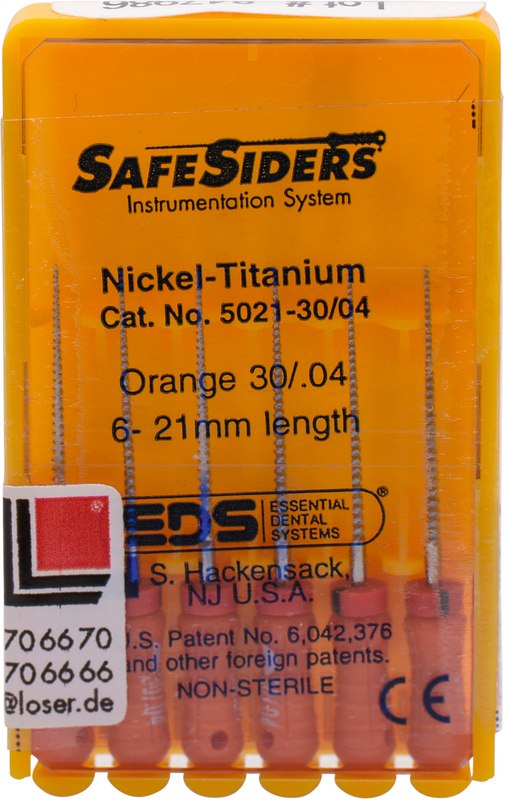 Lot #
SAFESIDERS
Instrumentation System
Nickel-Titanium
Cat. No. 5021-30/04
Orange 30/.04
6- 21mm length
EDS ESSENTIAL
DENTAL
SYSTEMS ®
S. Hackensack,
NJ U.S.A.
U.S. Patent No. 6,042,376
and other foreign patents.
NON-STERILE
CE
706670
706666
@loser.de